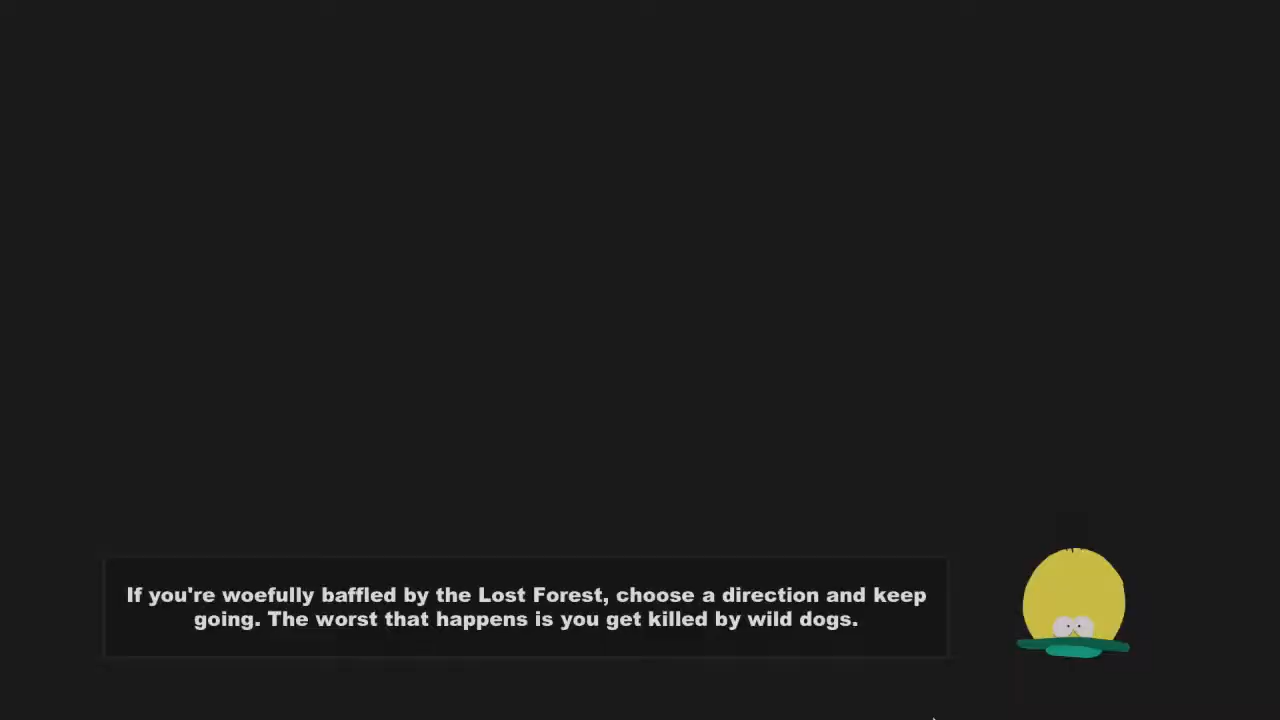 If you're woefully baffled by the Lost Forest, choose a direction and keep
going. The worst that happens is you get killed by wild dogs.